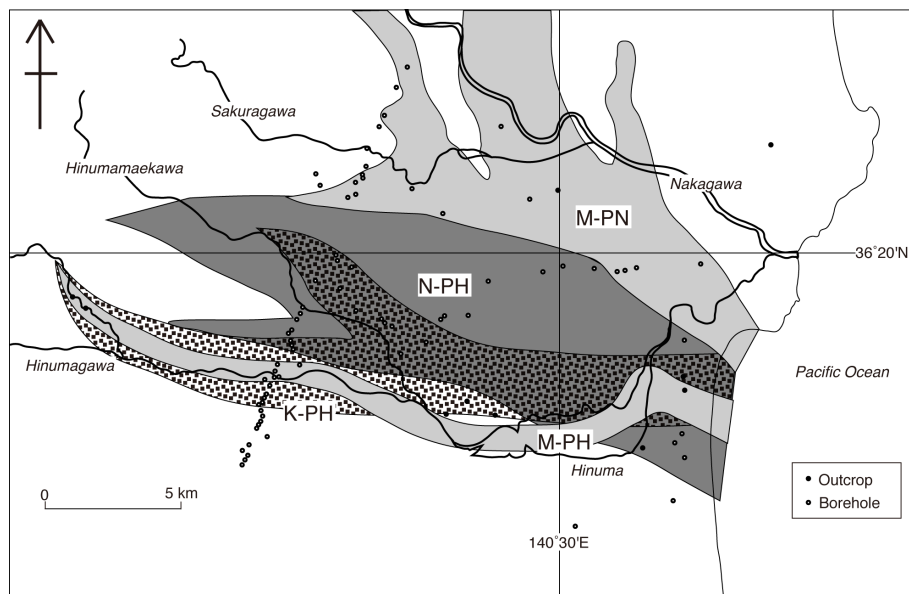 Sakuragawa
Hinumamaekawa
Nakagawa
M-PN
36°20'N
N-PH
Hinumagawa
Pacific Ocean
K-PH
M-PH
Hinuma
0 5 km
Outcrop
Borehole
140°30'E